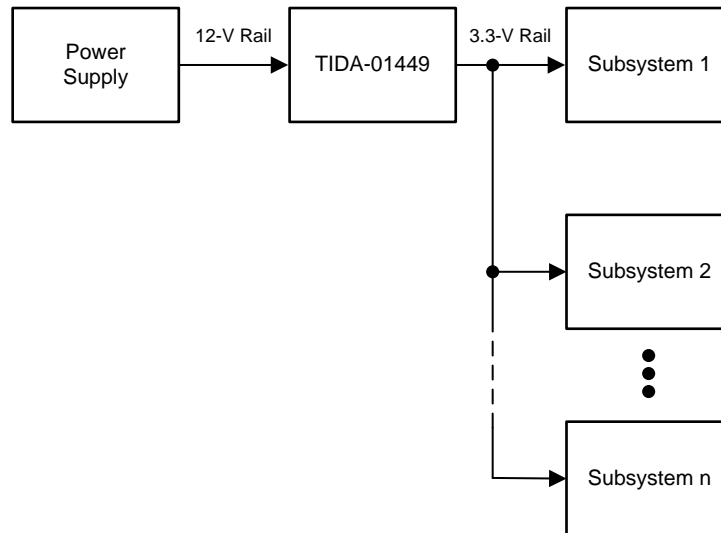 12-V Rail
3.3-V Rail
Power
Supply
TIDA-01449
Subsystem 1
Subsystem 2
Subsystem n